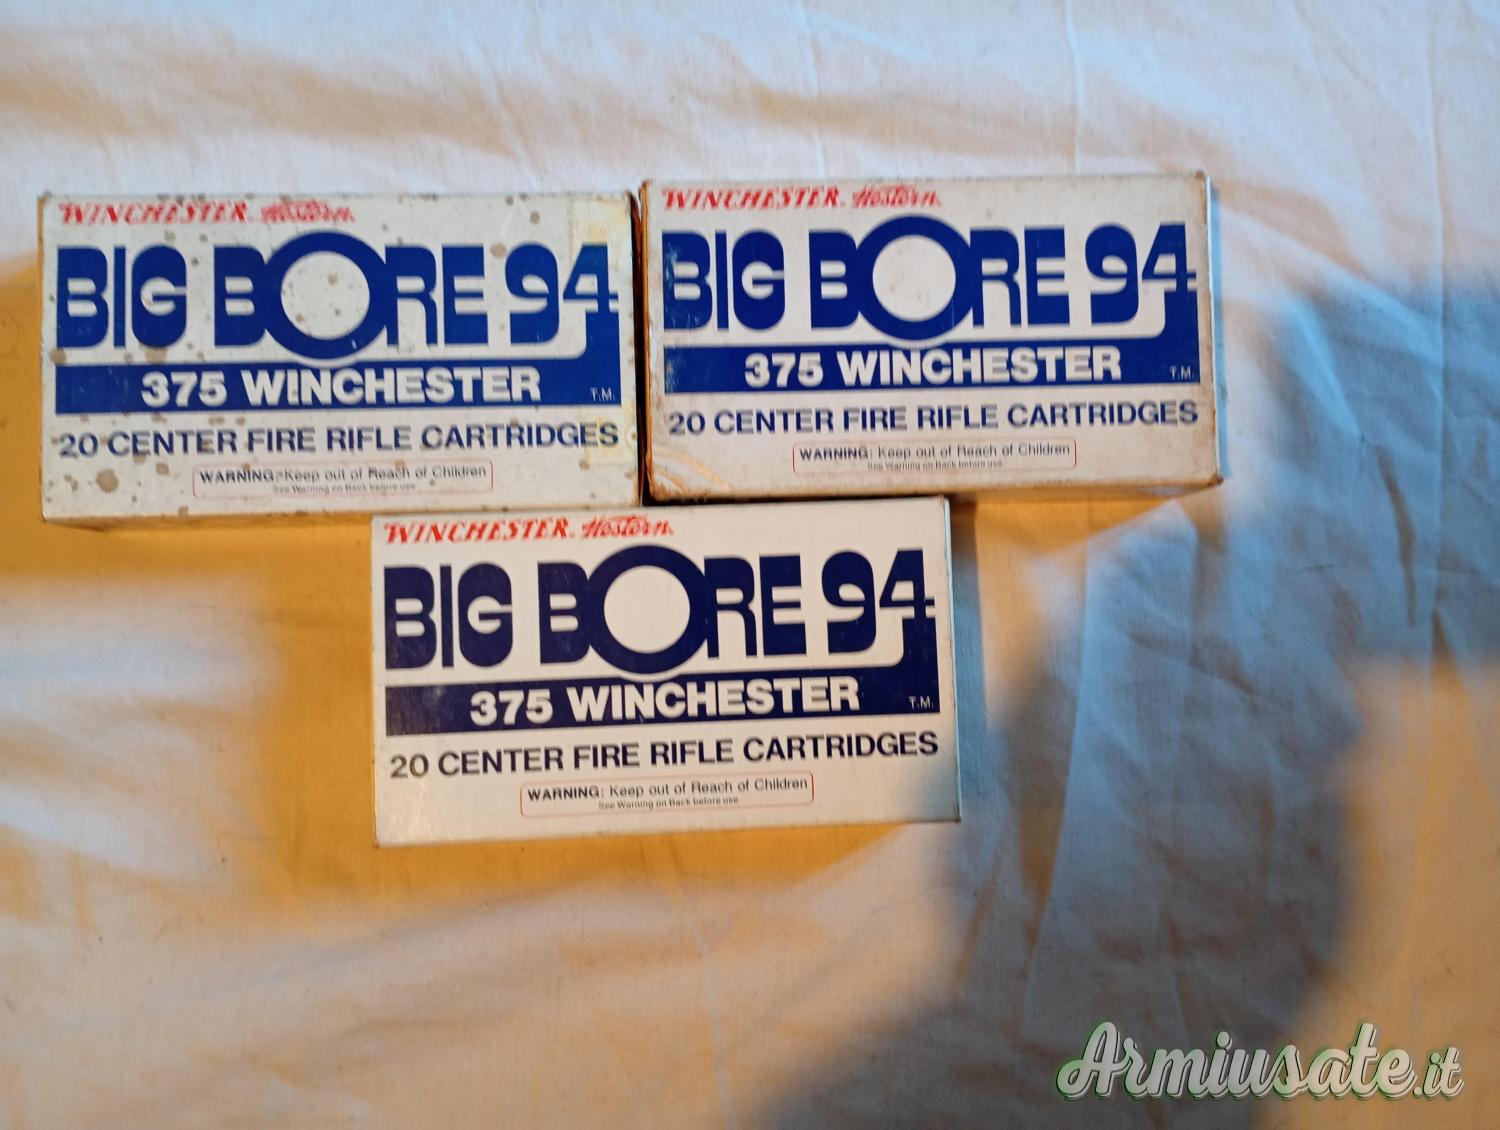 WINCHESTER Western
BIG BORE 94
375 WINCHESTER T.M.
20 CENTER FIRE RIFLE CARTRIDGES
WARNING: Keep out of Reach of Children
See Warning on Back before use.
WINCHESTER Western
BIG BORE 94
375 WINCHESTER T.M.
20 CENTER FIRE RIFLE CARTRIDGES
WARNING: Keep out of Reach of Children
See Warning on Back before use.
WINCHESTER Western
BIG BORE 94
375 WINCHESTER T.M.
20 CENTER FIRE RIFLE CARTRIDGES
WARNING: Keep out of Reach of Children
See Warning on Back before use.
Armiusate.it